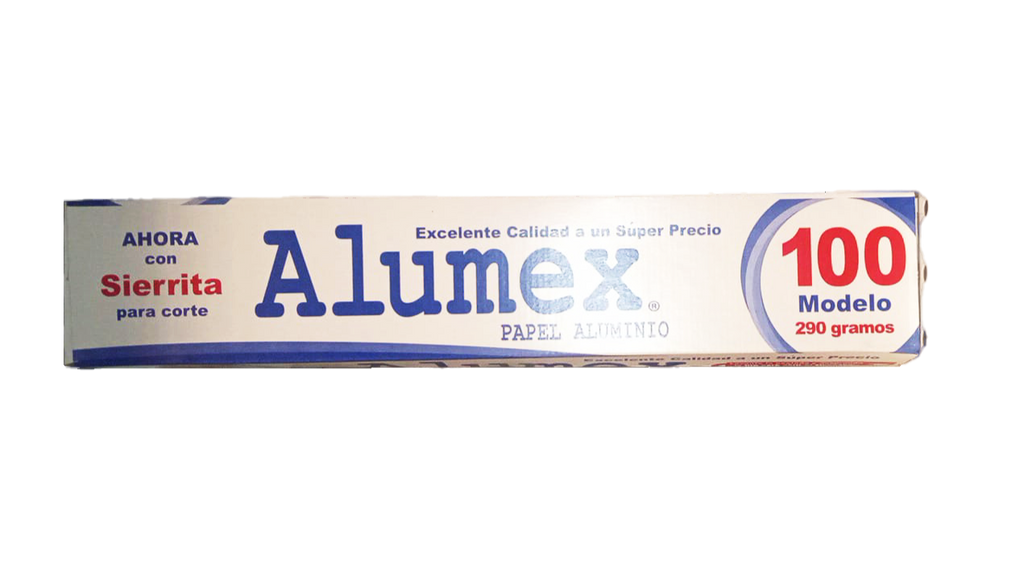 AHORA
con
Sierrita
para corte
Excelente Calidad a un Súper Precio
Alumex®
PAPEL ALUMINIO
100
Modelo
290 gramos
Alumex
Excelente Calidad a un Súper Precio